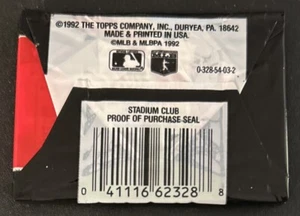 ©1992 THE TOPPS COMPANY, INC., DURYEA, PA. 18642
MADE & PRINTED IN USA.
©MLB & MLBPA 1992
0-328-54-03-2
STADIUM CLUB
PROOF OF PURCHASE SEAL
0 41116 62328 8